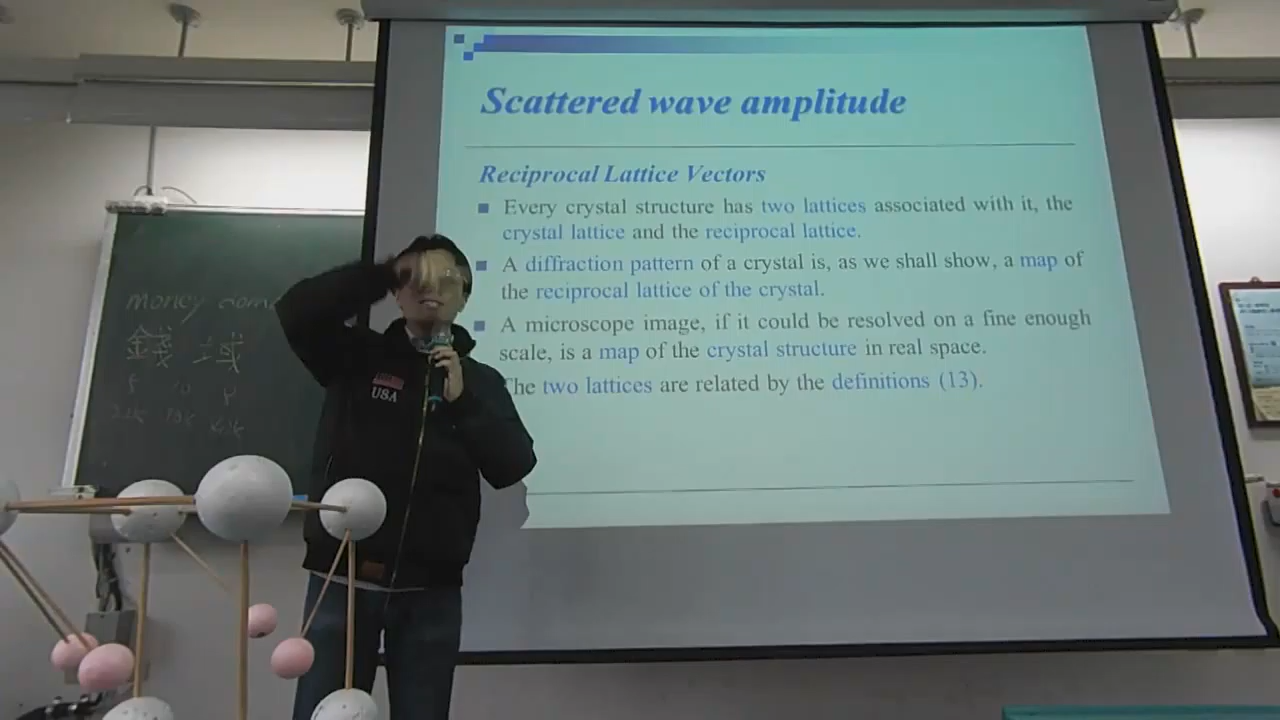 Scattered wave amplitude
Reciprocal Lattice Vectors
Every crystal structure has two lattices associated with it, the
crystal lattice and the reciprocal lattice.
A diffraction pattern of a crystal is, as we shall show, a map of
the reciprocal lattice of the crystal.
A microscope image, if it could be resolved on a fine enough
scale, is a map of the crystal structure in real space.
The two lattices are related by the definitions (13).
money
USA